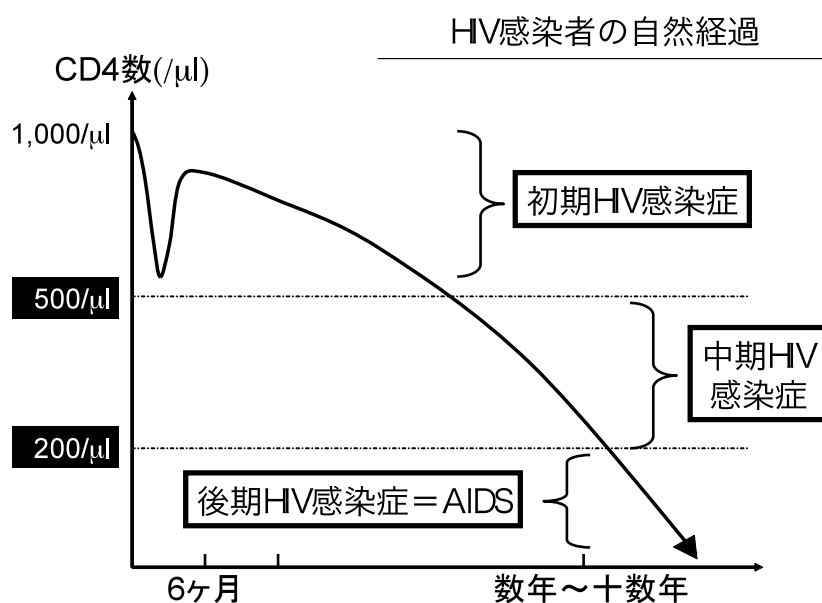 HIV感染者の自然経過
CD4数(/μl)
1,000/μl
初期HIV感染症
500/μl
中期HIV
感染症
200/μl
後期HIV感染症＝AIDS
6ヶ月
数年～十数年